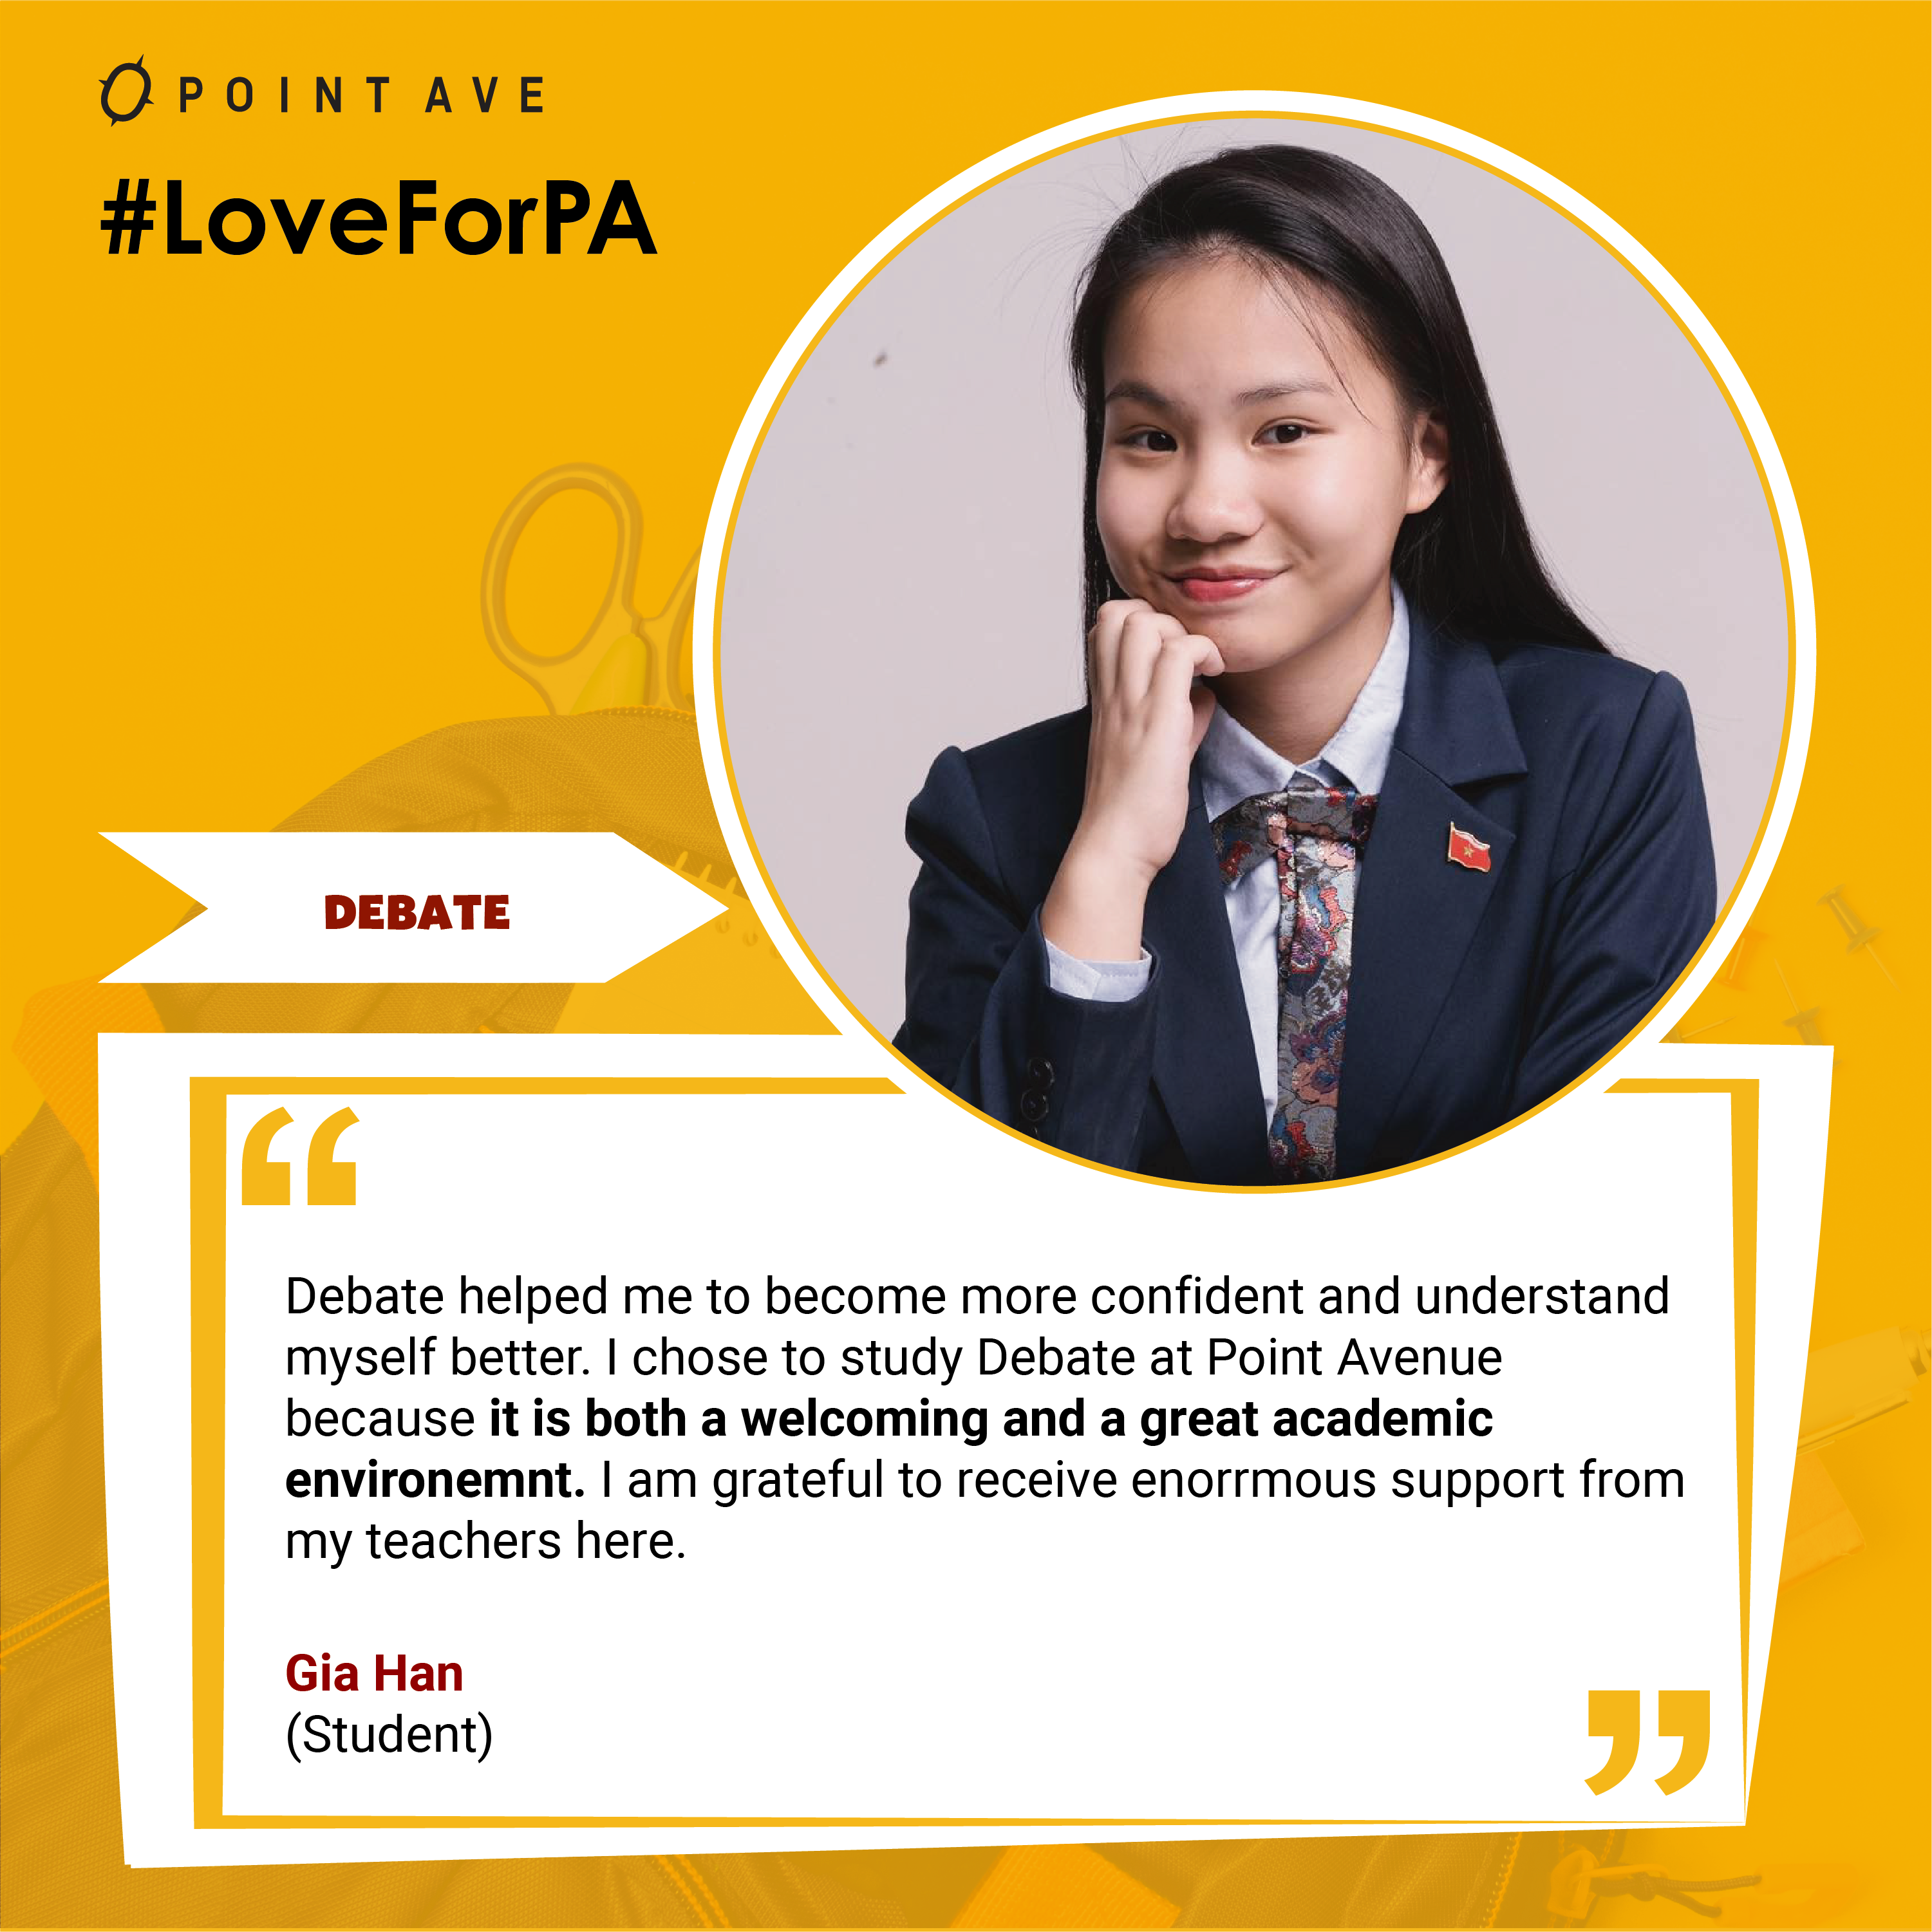 POINT AVE
#LoveForPA
DEBATE
“
Debate helped me to become more confident and understand
myself better. I chose to study Debate at Point Avenue
because it is both a welcoming and a great academic
environemnt. I am grateful to receive enorrmous support from
my teachers here.
Gia Han
(Student)
”